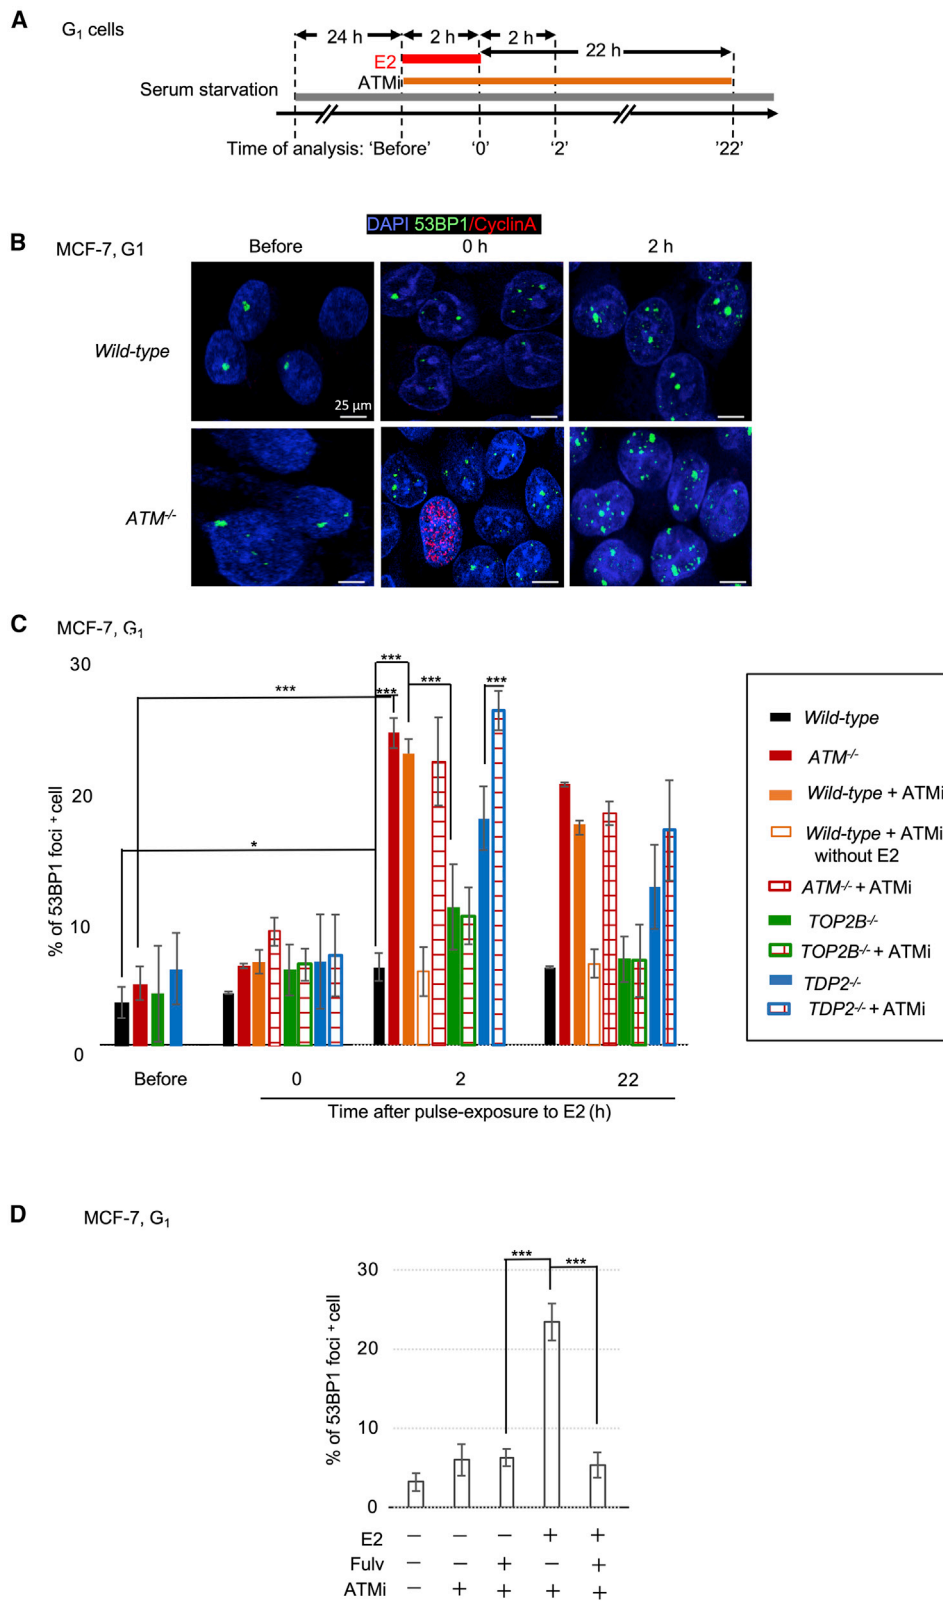 A
G1 cells
24 h
2 h
2 h
22 h
E2
ATMi
Serum starvation
Time of analysis: 'Before'
'0'
'2'
'22'
DAPI 53BP1/CyclinA
B
MCF-7, G1
Before
0 h
2 h
Wild-type
25 µm
ATM-/-
C
MCF-7, G1
% of 53BP1 foci + cell
30
20
10
0
***
***
***
***
***
*
Before
0
2
22
Time after pulse-exposure to E2 (h)
Wild-type
ATM-/-
Wild-type + ATMi
Wild-type + ATMi
without E2
ATM-/- + ATMi
TOP2B-/-
TOP2B-/- + ATMi
TDP2-/-
TDP2-/- + ATMi
D
MCF-7, G1
% of 53BP1 foci + cell
30
20
10
0
***
***
E2 − − − + +
Fulv − − + − +
ATMi − + + + +